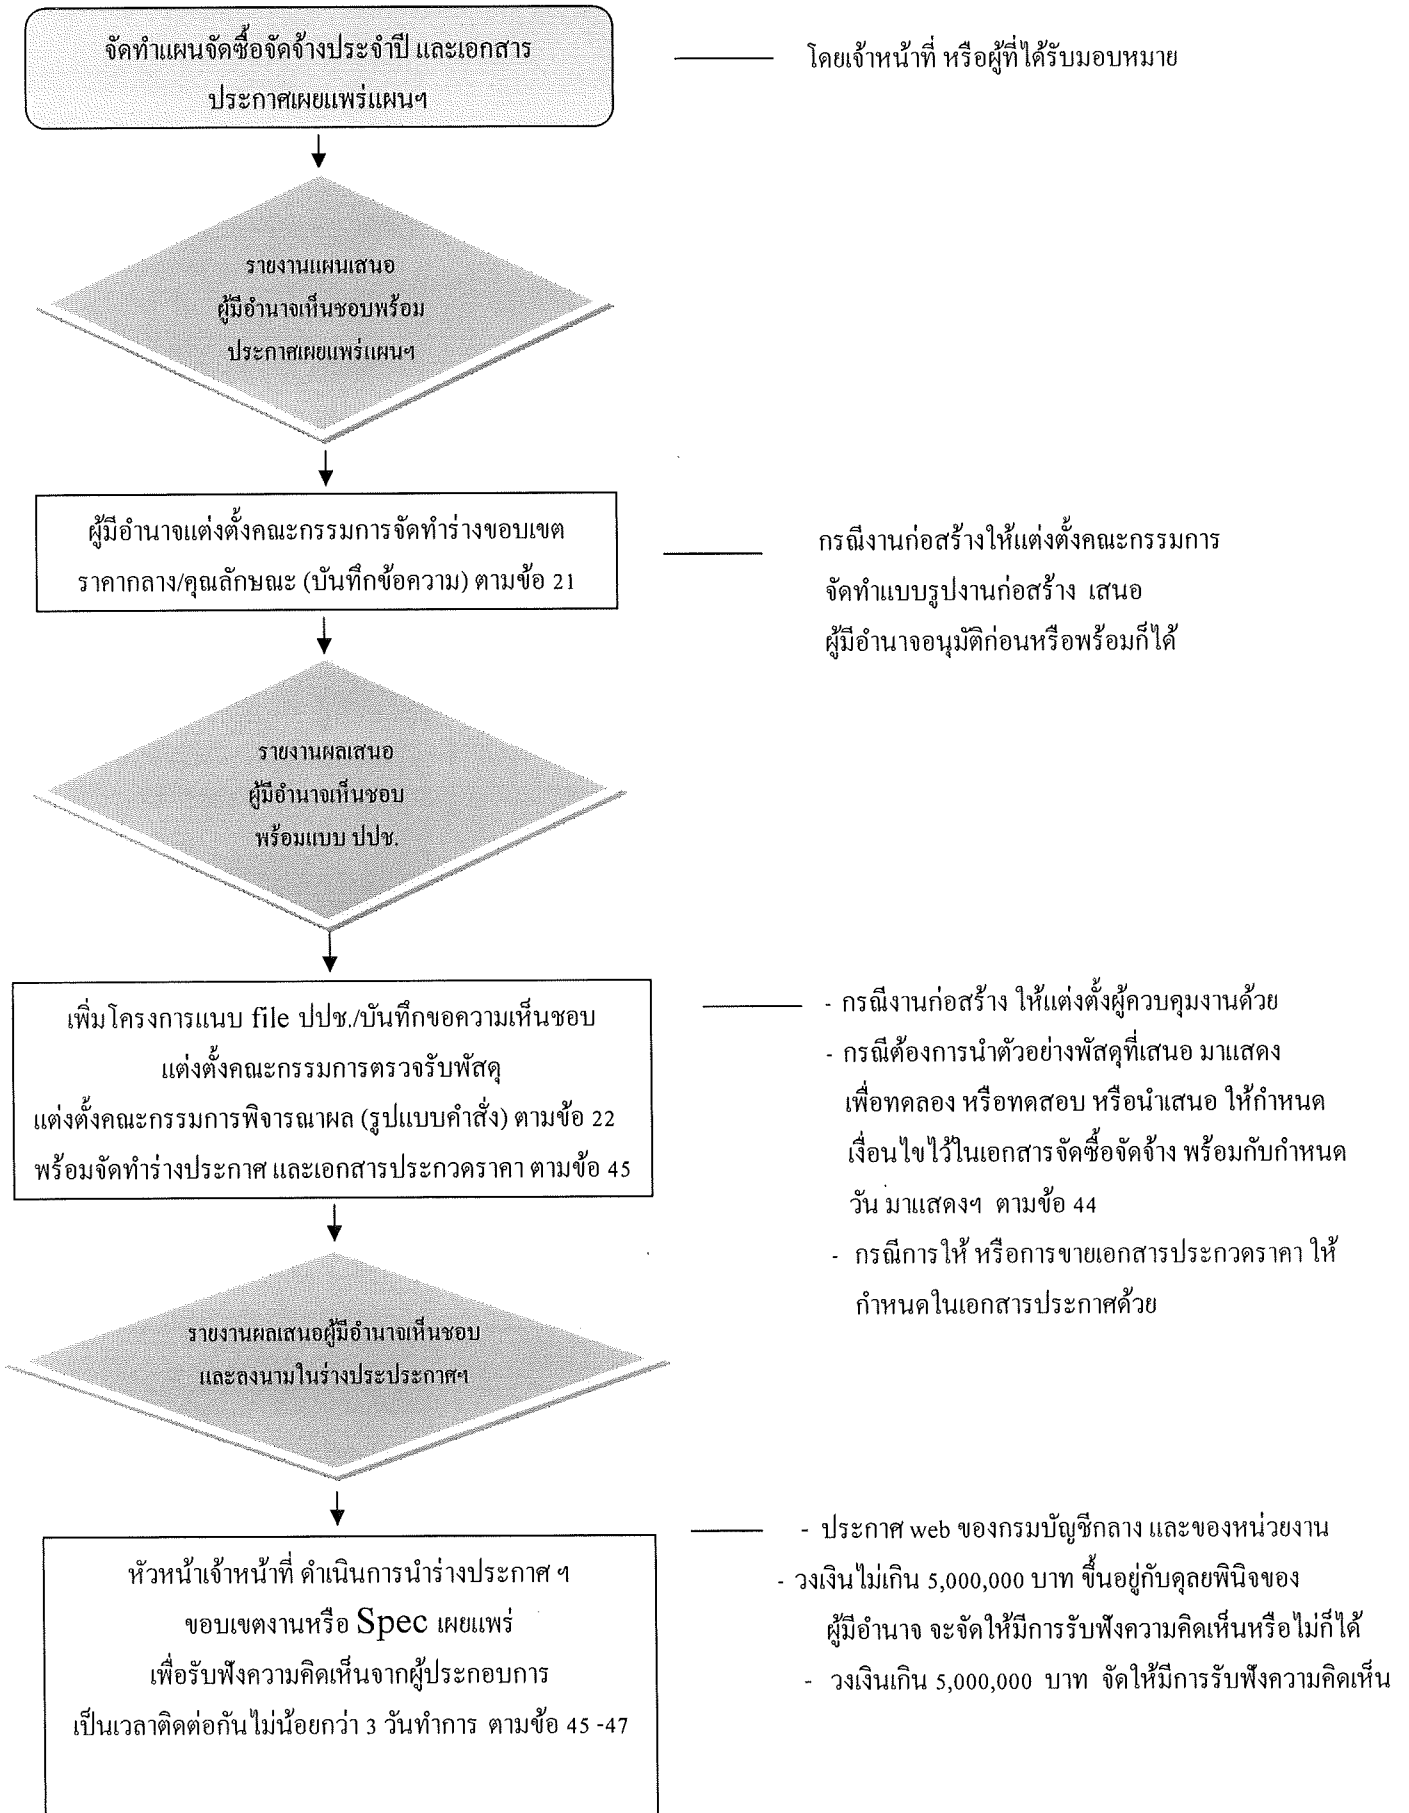 จัดทำแผนจัดซื้อจัดจ้างประจำปี และเอกสาร
ประกาศเผยแพร่แผนฯ
โดยเจ้าหน้าที่ หรือผู้ที่ได้รับมอบหมาย
รายงานแผนเสนอ
ผู้มีอำนาจเห็นชอบพร้อม
ประกาศเผยแพร่แผนฯ
ผู้มีอำนาจแต่งตั้งคณะกรรมการจัดทำร่างขอบเขต
ราคากลาง/คุณลักษณะ (บันทึกข้อความ) ตามข้อ 21
กรณีงานก่อสร้างให้แต่งตั้งคณะกรรมการ
จัดทำแบบรูปงานก่อสร้าง เสนอ
ผู้มีอำนาจอนุมัติก่อนหรือพร้อมก็ได้
รายงานผลเสนอ
ผู้มีอำนาจเห็นชอบ
พร้อมแบบ ปปช.
เพิ่มโครงการแนบ file ปปช./บันทึกขอความเห็นชอบ
แต่งตั้งคณะกรรมการตรวจรับพัสดุ
แต่งตั้งคณะกรรมการพิจารณาผล (รูปแบบคำสั่ง) ตามข้อ 22
พร้อมจัดทำร่างประกาศ และเอกสารประกวดราคา ตามข้อ 45
- กรณีงานก่อสร้าง ให้แต่งตั้งผู้ควบคุมงานด้วย
- กรณีต้องการนำตัวอย่างพัสดุที่เสนอ มาแสดง
เพื่อทดลอง หรือทดสอบ หรือนำเสนอ ให้กำหนด
เงื่อนไขไว้ในเอกสารจัดซื้อจัดจ้าง พร้อมกับกำหนด
วัน มาแสดงฯ ตามข้อ 44
- กรณีการให้ หรือการขายเอกสารประกวดราคา ให้
กำหนดในเอกสารประกาศด้วย
รายงานผลเสนอผู้มีอำนาจเห็นชอบ
และลงนามในร่างประประกาศฯ
หัวหน้าเจ้าหน้าที่ ดำเนินการนำร่างประกาศ ฯ
ขอบเขตงานหรือ Spec เผยแพร่
เพื่อรับฟังความคิดเห็นจากผู้ประกอบการ
เป็นเวลาติดต่อกันไม่น้อยกว่า 3 วันทำการ ตามข้อ 45 -47
- ประกาศ web ของกรมบัญชีกลาง และของหน่วยงาน
- วงเงินไม่เกิน 5,000,000 บาท ขึ้นอยู่กับดุลยพินิจของ
ผู้มีอำนาจ จะจัดให้มีการรับฟังความคิดเห็นหรือไม่ก็ได้
- วงเงินเกิน 5,000,000 บาท จัดให้มีการรับฟังความคิดเห็น